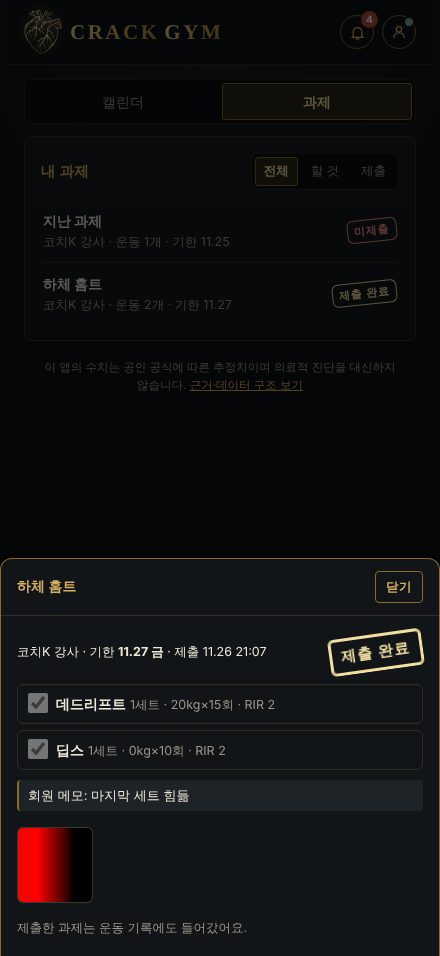 CRACK GYM
4
캘린더
과제
내 과제
전체
할 것
제출
지난 과제
코치K 강사 · 운동 1개 · 기한 11.25
미제출
하체 홈트
코치K 강사 · 운동 2개 · 기한 11.27
제출 완료
이 앱의 수치는 공인 공식에 따른 추정치이며 의료적 진단을 대신하지
않습니다. 근거·데이터 구조 보기
하체 홈트
닫기
코치K 강사 · 기한 11.27 금 · 제출 11.26 21:07
제출 완료
데드리프트 1세트 · 20kg×15회 · RIR 2
딥스 1세트 · 0kg×10회 · RIR 2
회원 메모: 마지막 세트 힘듦
제출한 과제는 운동 기록에도 들어갔어요.